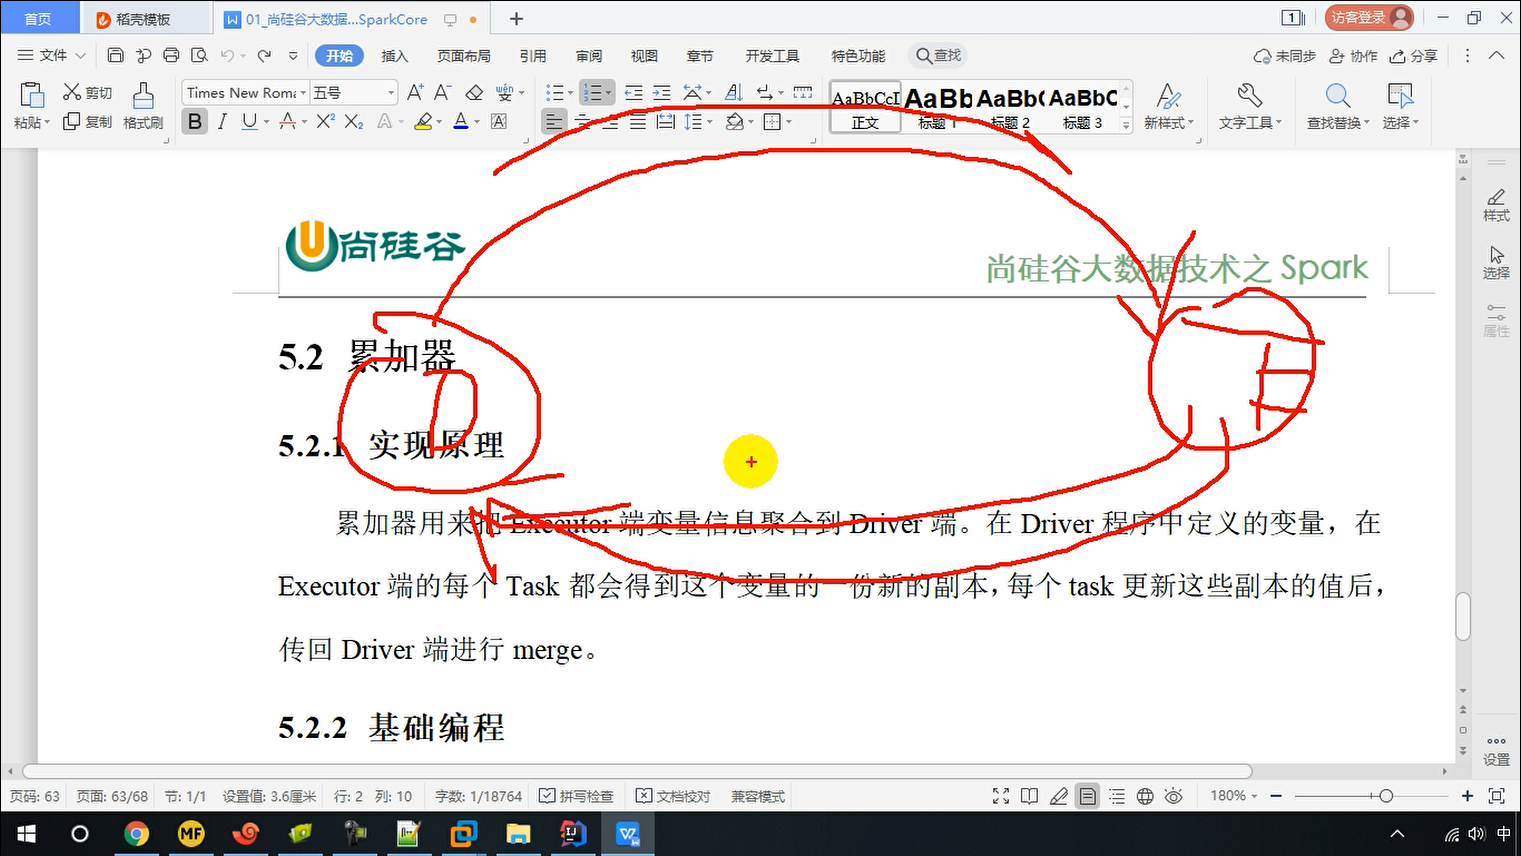 首页
稻壳模板
01_尚硅谷大数据...SparkCore
1
访客登录
文件
开始
插入
页面布局
引用
审阅
视图
章节
开发工具
特色功能
查找
未同步
协作
分享
粘贴
剪切
复制
格式刷
Times New Roma
五号
AaBbCcD
正文
AaBb
标题 1
AaBb(
标题 2
AaBbC
标题 3
新样式
文字工具
查找替换
选择
尚硅谷
尚硅谷大数据技术之 Spark
5.2 累加器
D
E
5.2.1 实现原理
累加器用来把 Executor 端变量信息聚合到 Driver 端。在 Driver 程序中定义的变量，在
Executor 端的每个 Task 都会得到这个变量的一份新的副本，每个 task 更新这些副本的值后，
传回 Driver 端进行 merge。
5.2.2 基础编程
样式
选择
属性
设置
页码: 63
页面: 63/68
节: 1/1
设置值: 3.6厘米
行: 2
列: 10
字数: 1/18764
拼写检查
文档校对
兼容模式
180%
MF
中